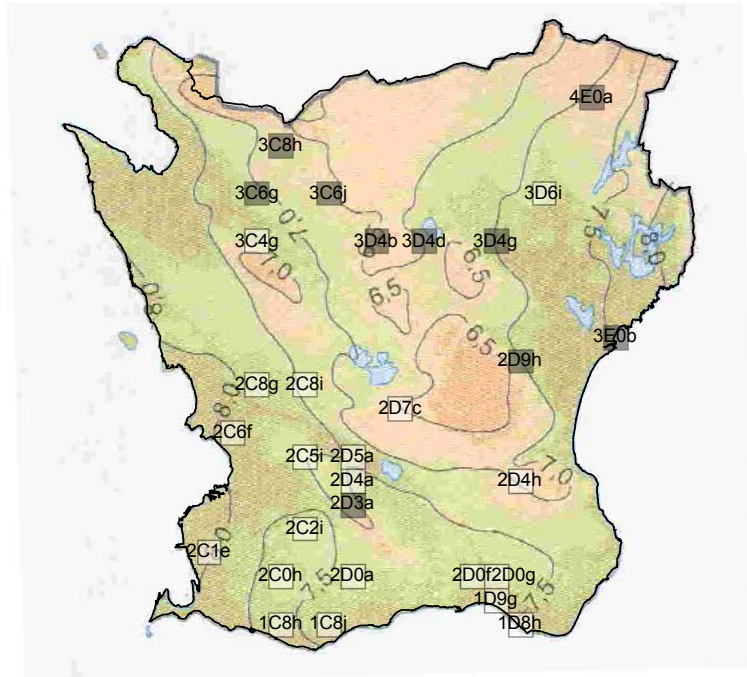 4E0a
3C8h
3C6g 3C6j 3D6i
7,5
7,0
3C4g 3D4b 3D4d 3D4g 8,0
7,0 6,5
8,0 6,5
6,5 3E0b
2D9h
2C8g 2C8i
8,0 2D7c
2C6f
2C5i 2D5a
7,0
2D4a 2D4h
2D3a
2C2i
2C1e
2C0h 2D0a 2D0f 2D0g
7,5 7,5
1D9g
1C8h 1C8j 1D8h